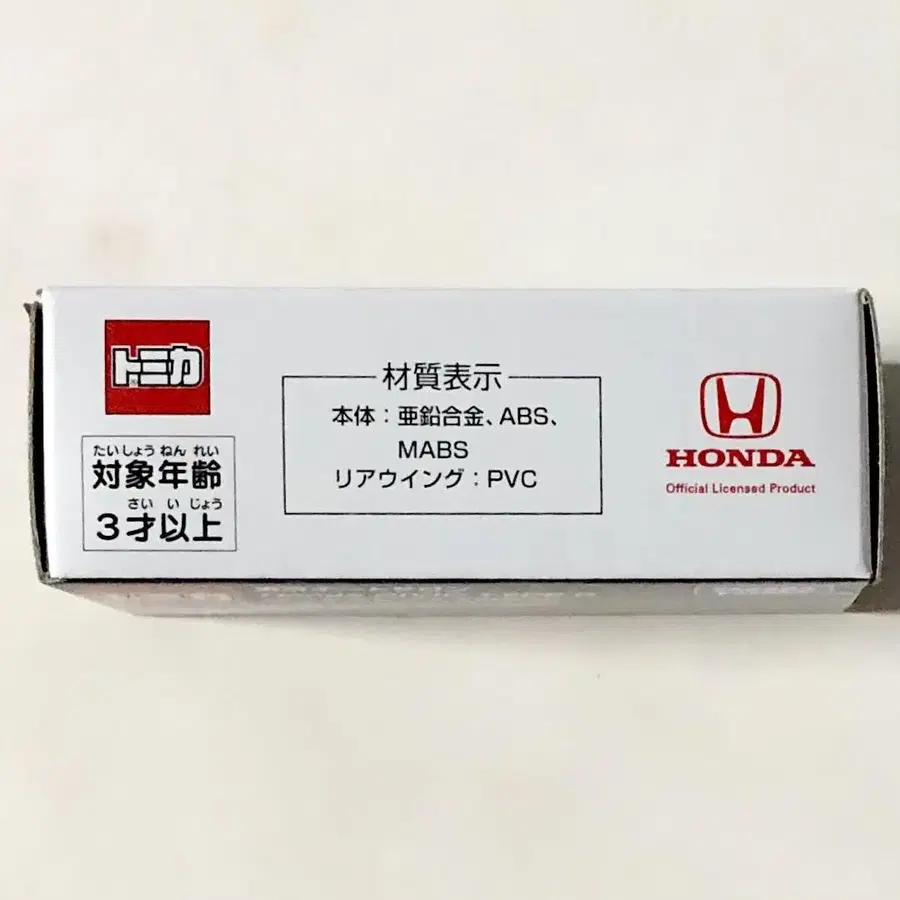 トミカ
たいしょう ねん れい
対象年齢
さい い じょう
3才以上
材質表示
本体：亜鉛合金、ABS、
MABS
リアウイング：PVC
HONDA
Official Licensed Product